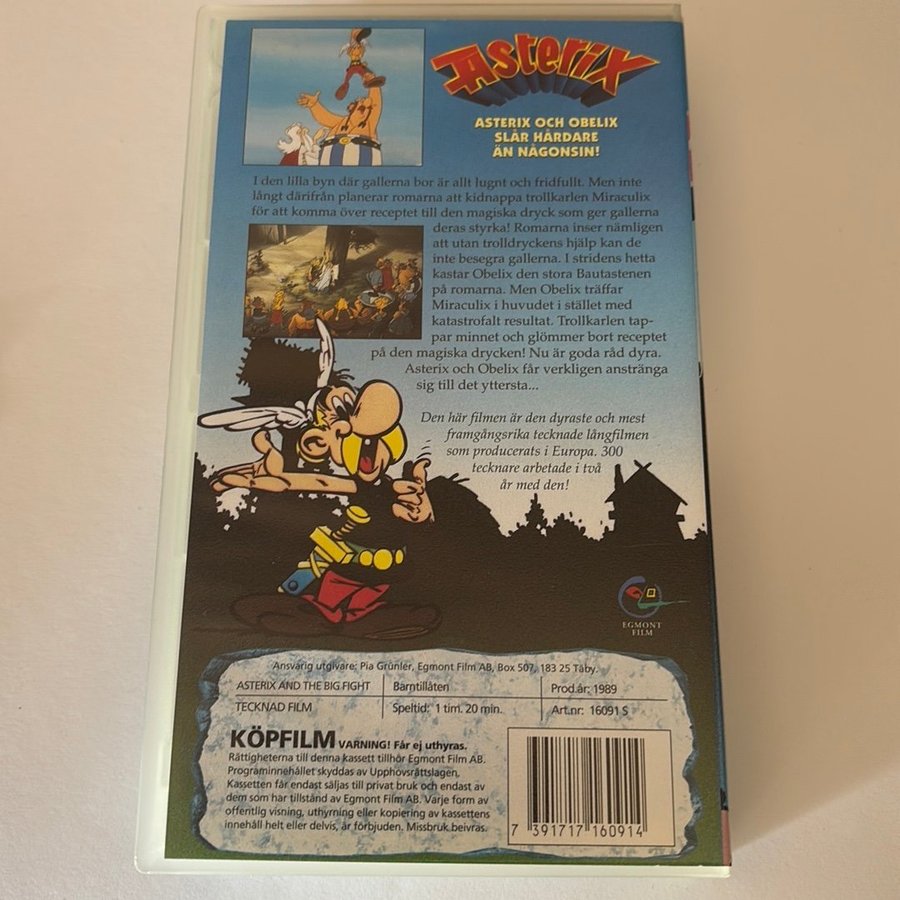 Asterix
ASTERIX OCH OBELIX
SLÅR HÅRDARE
ÄN NÅGONSIN!
I den lilla byn där gallerna bor är allt lugnt och fridfullt. Men inte
långt därifrån planerar romarna att kidnappa trollkarlen Miraculix
för att komma över receptet till den magiska dryck som ger gallerna
deras styrka! Romarna inser nämligen
att utan trolldryckens hjälp kan de
inte besegra gallerna. I stridens hetta
kastar Obelix den stora Bautastenen
på romarna. Men Obelix träffar
Miraculix i huvudet i stället med
katastrofalt resultat. Trollkarlen tap-
par minnet och glömmer bort receptet
på den magiska drycken! Nu är goda råd dyra.
Asterix och Obelix får verkligen anstränga
sig till det yttersta...
Den här filmen är den dyraste och mest
framgångsrika tecknade långfilmen
som producerats i Europa. 300
tecknare arbetade i två
år med den!
EGMONT
FILM
Ansvarig utgivare: Pia Grünler, Egmont Film AB, Box 507, 183 25 Täby.
ASTERIX AND THE BIG FIGHT Barntillåten Prod.år: 1989
TECKNAD FILM Speltid: 1 tim. 20 min. Art.nr: 16091 S
KÖPFILM VARNING! Får ej uthyras.
Rättigheterna till denna kassett tillhör Egmont Film AB.
Programinnehållet skyddas av Upphovsrättslagen.
Kassetten får endast säljas till privat bruk och endast av
dem som har tillstånd av Egmont Film AB. Varje form av
offentlig visning, uthyrning eller kopiering av kassettens
innehåll helt eller delvis, är förbjuden. Missbruk beivras.
7 391717 160914